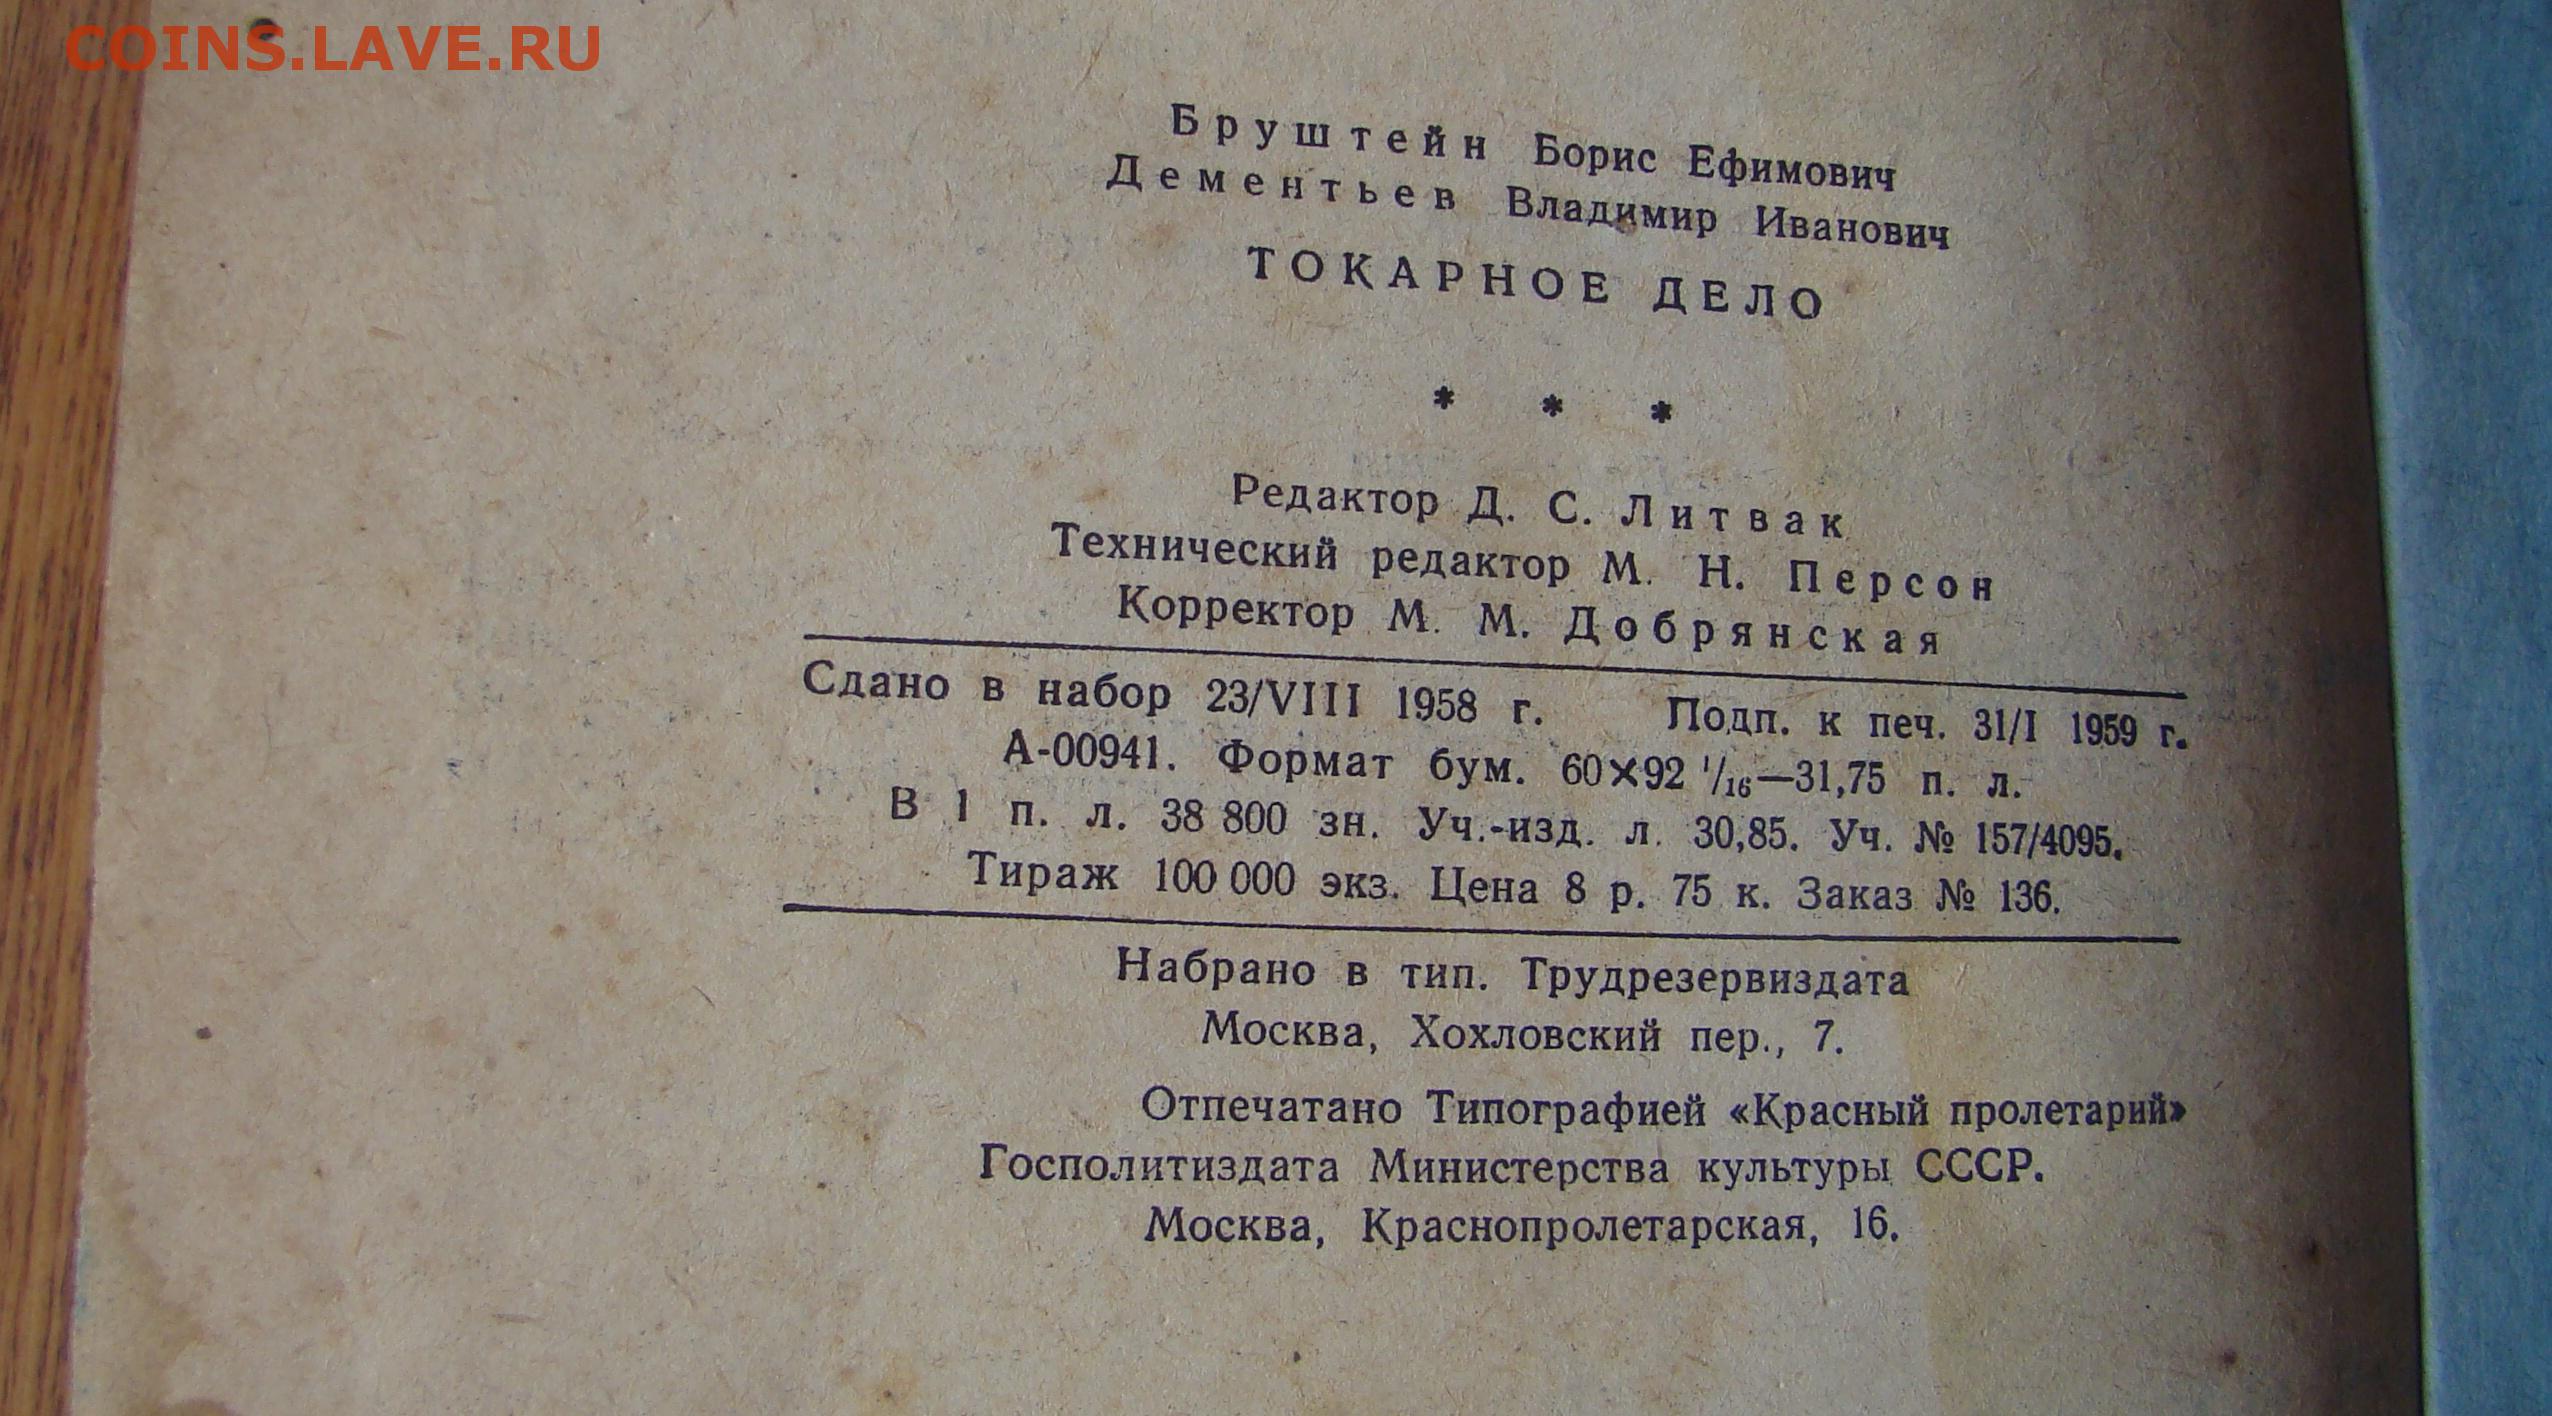 COINS.LAVE.RU
Бруштейн Борис Ефимович
Дементьев Владимир Иванович
ТОКАРНОЕ ДЕЛО
* * *
Редактор Д. С. Литвак
Технический редактор М. Н. Персон
Корректор М. М. Добрянская
Сдано в набор 23/VIII 1958 г. Подп. к печ. 31/I 1959 г.
А-00941. Формат бум. 60×92 1/16—31,75 п. л.
В 1 п. л. 38 800 зн. Уч.-изд. л. 30,85. Уч. № 157/4095.
Тираж 100 000 экз. Цена 8 р. 75 к. Заказ № 136.
Набрано в тип. Трудрезервиздата
Москва, Хохловский пер., 7.
Отпечатано Типографией «Красный пролетарий»
Госполитиздата Министерства культуры СССР.
Москва, Краснопролетарская, 16.